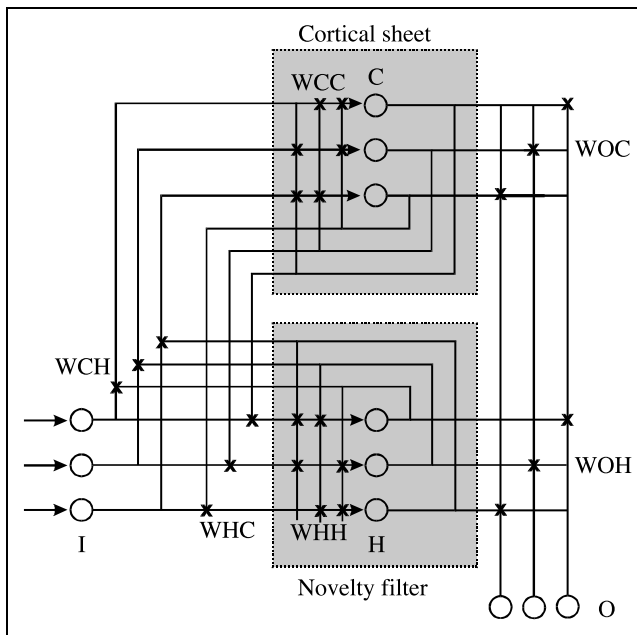 Cortical sheet
WCC
C
WOC
WCH
WOH
WHC
WHH
I
H
Novelty filter
O